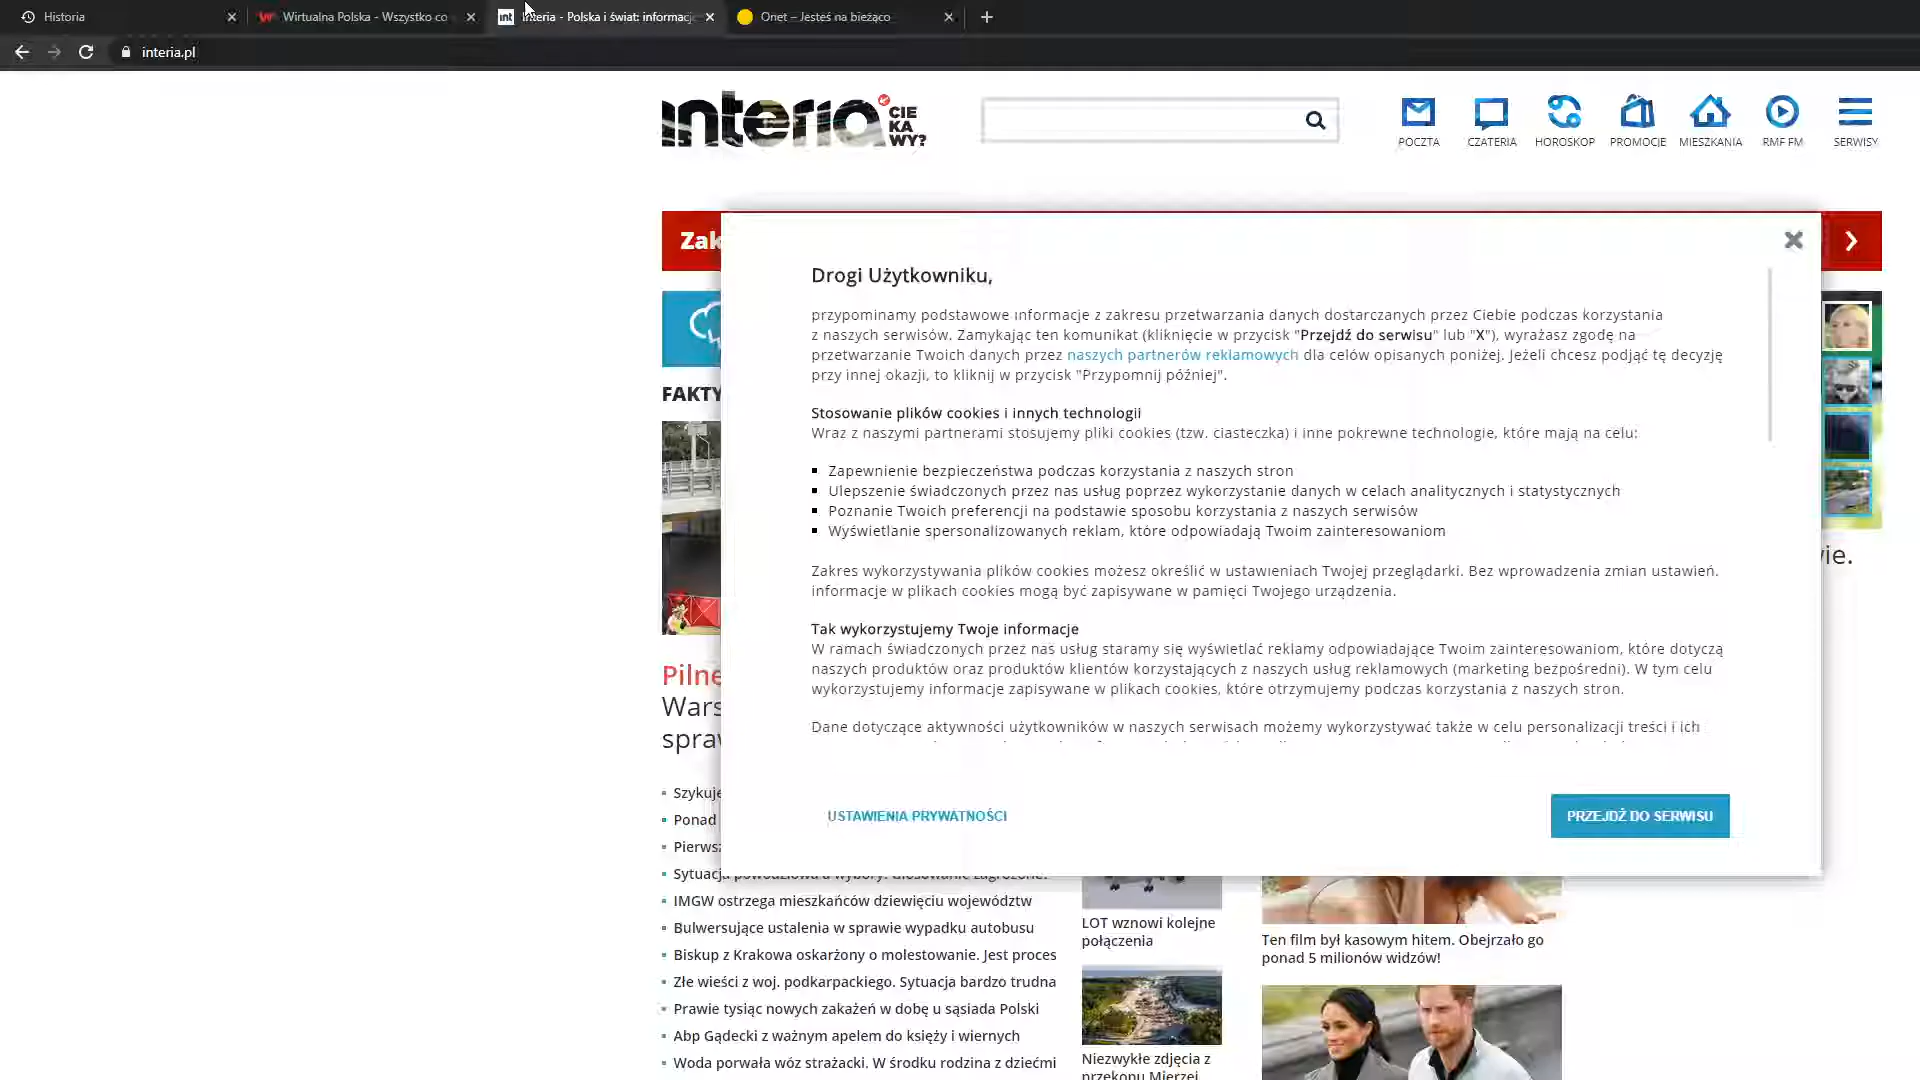 Historia
Wirtualna Polska - Wszystko co
Interia - Polska i świat: informacje
Onet – Jesteś na bieżąco
interia.pl
interia
CIE
KA
WY?
POCZTA
CZATERIA
HOROSKOP
PROMOCJE
MIESZKANIA
RMF FM
SERWISY
Zak
Drogi Użytkowniku,
przypominamy podstawowe informacje z zakresu przetwarzania danych dostarczanych przez Ciebie podczas korzystania
z naszych serwisów. Zamykając ten komunikat (kliknięcie w przycisk "Przejdź do serwisu" lub "X"), wyrażasz zgodę na
przetwarzanie Twoich danych przez naszych partnerów reklamowych dla celów opisanych poniżej. Jeżeli chcesz podjąć tę decyzję
przy innej okazji, to kliknij w przycisk "Przypomnij później".
Stosowanie plików cookies i innych technologii
Wraz z naszymi partnerami stosujemy pliki cookies (tzw. ciasteczka) i inne pokrewne technologie, które mają na celu:
Zapewnienie bezpieczeństwa podczas korzystania z naszych stron
Ulepszenie świadczonych przez nas usług poprzez wykorzystanie danych w celach analitycznych i statystycznych
Poznanie Twoich preferencji na podstawie sposobu korzystania z naszych serwisów
Wyświetlanie spersonalizowanych reklam, które odpowiadają Twoim zainteresowaniom
Zakres wykorzystywania plików cookies możesz określić w ustawieniach Twojej przeglądarki. Bez wprowadzenia zmian ustawień.
informacje w plikach cookies mogą być zapisywane w pamięci Twojego urządzenia.
Tak wykorzystujemy Twoje informacje
W ramach świadczonych przez nas usług staramy się wyświetlać reklamy odpowiadające Twoim zainteresowaniom, które dotyczą
naszych produktów oraz produktów klientów korzystających z naszych usług reklamowych (marketing bezpośredni). W tym celu
wykorzystujemy informacje zapisywane w plikach cookies, które otrzymujemy podczas korzystania z naszych stron.
Dane dotyczące aktywności użytkowników w naszych serwisach możemy wykorzystywać także w celu personalizacji treści i ich
USTAWIENIA PRYWATNOŚCI
PRZEJDŹ DO SERWISU
FAKTY
Pilne
Wars
spraw
vie.
Szykuje
Ponad
Pierwsz
Sytuacja powodziowa a wybory. Głosowanie zagrożone?
IMGW ostrzega mieszkańców dziewięciu województw
Bulwersujące ustalenia w sprawie wypadku autobusu
Biskup z Krakowa oskarżony o molestowanie. Jest proces
Złe wieści z woj. podkarpackiego. Sytuacja bardzo trudna
Prawie tysiąc nowych zakażeń w dobę u sąsiada Polski
Abp Gądecki z ważnym apelem do księży i wiernych
Woda porwała wóz strażacki. W środku rodzina z dziećmi
LOT wznowi kolejne
połączenia
Niezwykłe zdjęcia z
przekopu Mierzei
Ten film był kasowym hitem. Obejrzało go
ponad 5 milionów widzów!